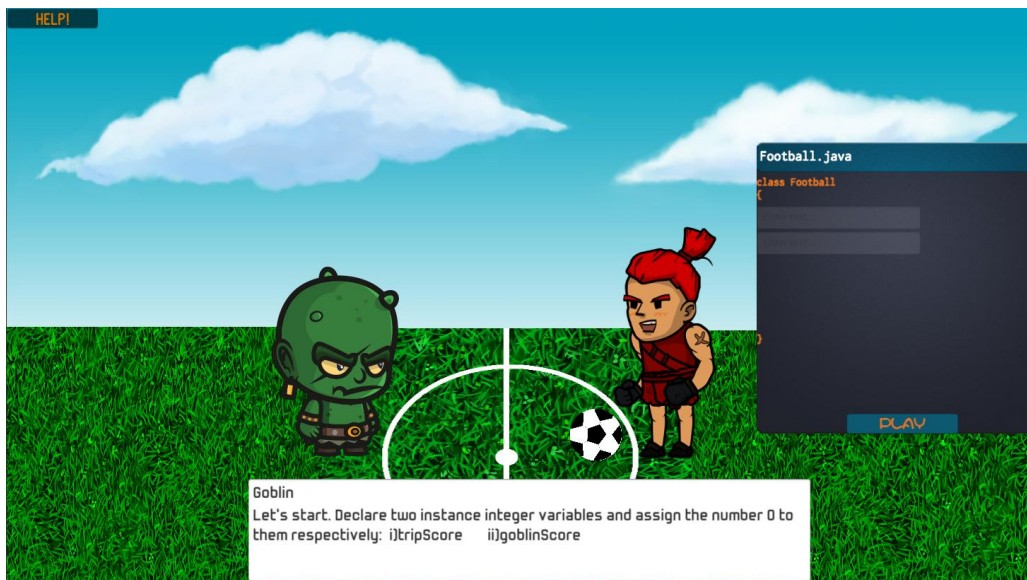 HELP!
Football.java
class Football
{
}
PLAY
Goblin
Let's start. Declare two instance integer variables and assign the number 0 to
them respectively: i)tripScore ii)goblinScore